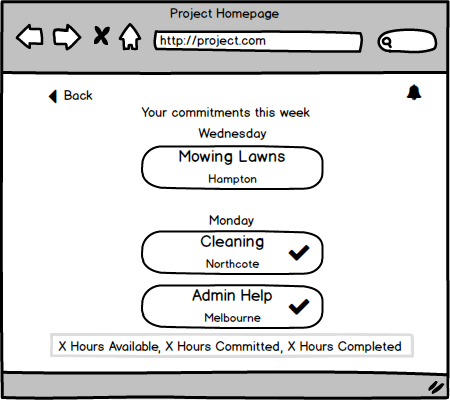 Project Homepage
http://project.com
Back
Your commitments this week
Wednesday
Mowing Lawns
Hampton
Monday
Cleaning
Northcote
Admin Help
Melbourne
X Hours Available, X Hours Committed, X Hours Completed